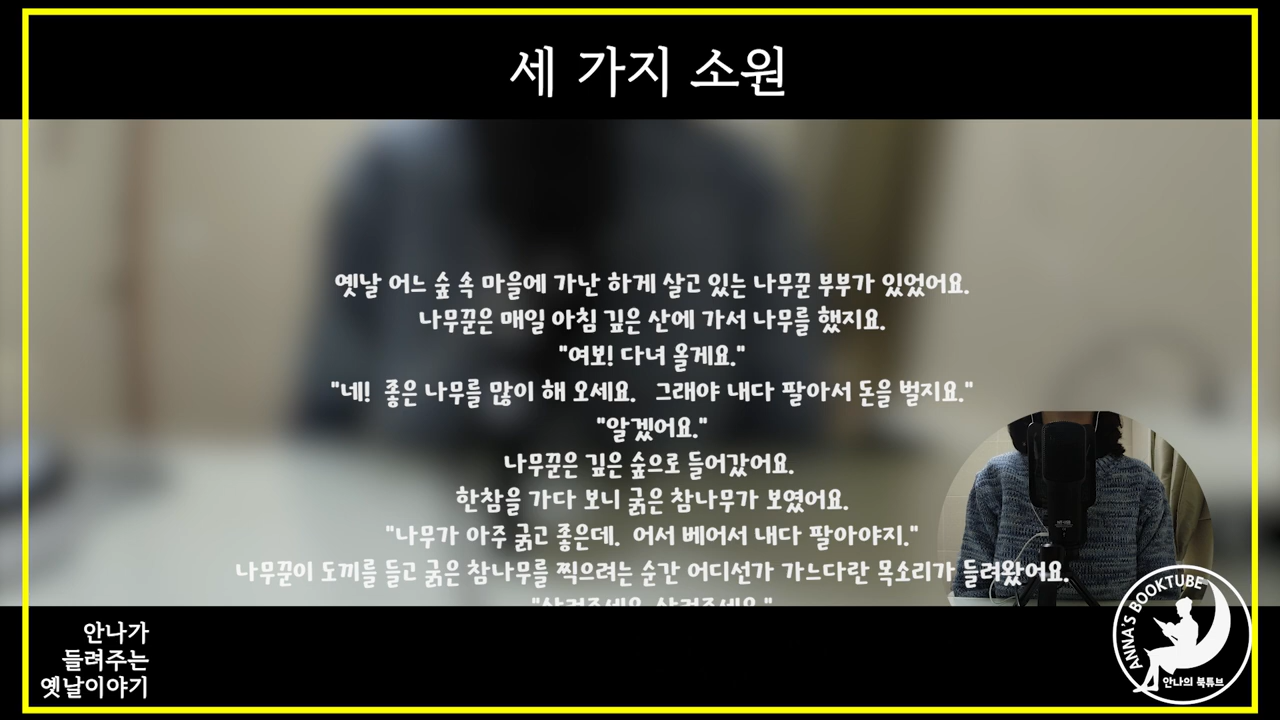 세 가지 소원
옛날 어느 숲 속 마을에 가난 하게 살고 있는 나무꾼 부부가 있었어요.
나무꾼은 매일 아침 깊은 산에 가서 나무를 했지요.
"여보! 다녀 올게요."
"네! 좋은 나무를 많이 해 오세요. 그래야 내다 팔아서 돈을 벌지요."
"알겠어요."
나무꾼은 깊은 숲으로 들어갔어요.
한참을 가다 보니 굵은 참나무가 보였어요.
"나무가 아주 굵고 좋은데. 어서 베어서 내다 팔아야지."
나무꾼이 도끼를 들고 굵은 참나무를 찍으려는 순간 어디선가 가느다란 목소리가 들려왔어요.
안나가
들려주는
옛날이야기
ANNA'S BOOKTUBE
안나의 북튜브